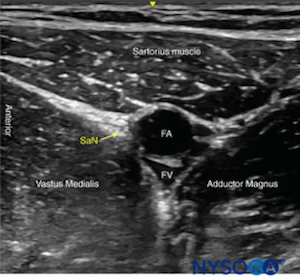 Sartorius muscle
Anterior
SaN
FA
FV
Vastus Medialis
Adductor Magnus
NYSORA